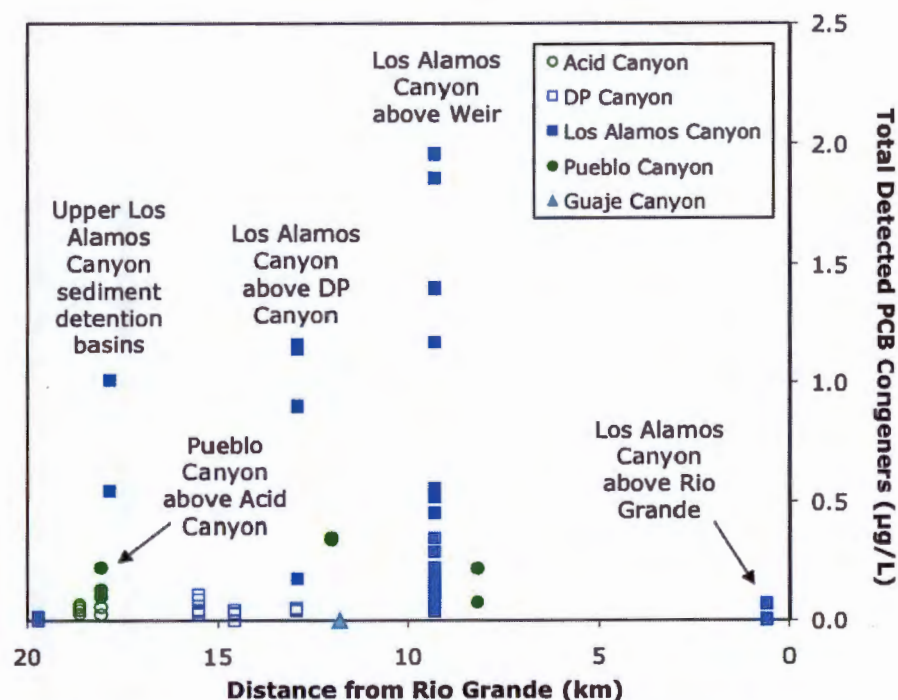 2.5
Los Alamos
Canyon
above Weir
Acid Canyon
DP Canyon
Los Alamos Canyon
Pueblo Canyon
Guaje Canyon
2.0
Upper Los
Alamos
Canyon
sediment
detention
basins
Los Alamos
Canyon
above DP
Canyon
1.5
1.0
Pueblo
Canyon
above Acid
Canyon
Los Alamos
Canyon
above Rio
Grande
0.5
0.0
Total Detected PCB Congeners (µg/L)
20 15 10 5 0
Distance from Rio Grande (km)